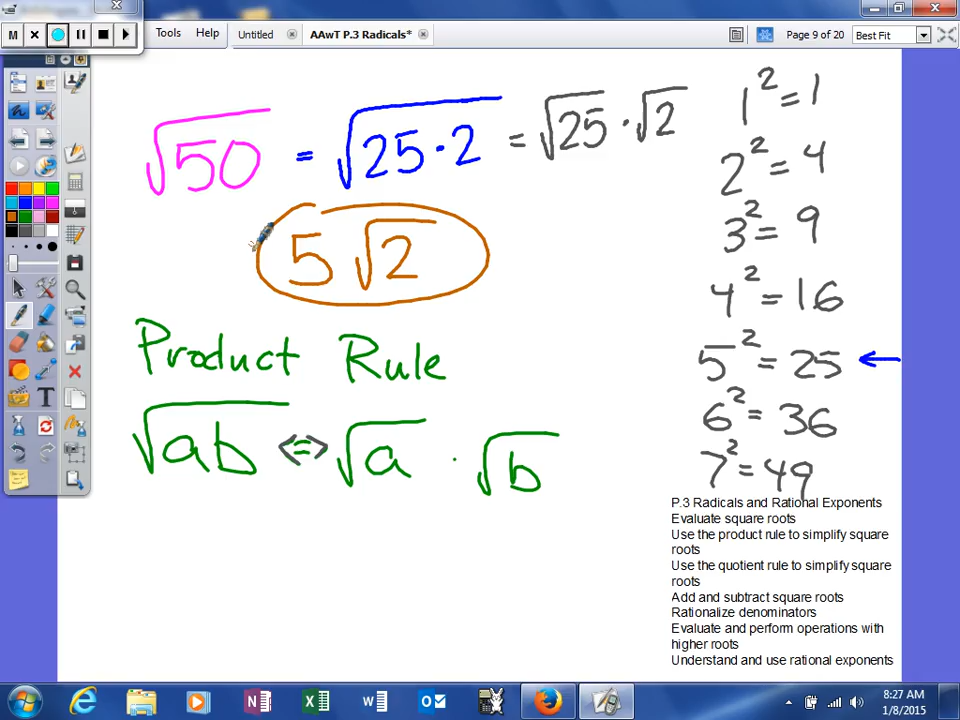 M
Tools Help Untitled AAwT P.3 Radicals* Page 9 of 20 Best Fit
√50 = √25·2 = √25 · √2
5√2
Product Rule
√ab <=> √a · √b
1² = 1
2² = 4
3² = 9
4² = 16
5² = 25 ←
6² = 36
7² = 49
P.3 Radicals and Rational Exponents
Evaluate square roots
Use the product rule to simplify square
roots
Use the quotient rule to simplify square
roots
Add and subtract square roots
Rationalize denominators
Evaluate and perform operations with
higher roots
Understand and use rational exponents
8:27 AM
1/8/2015